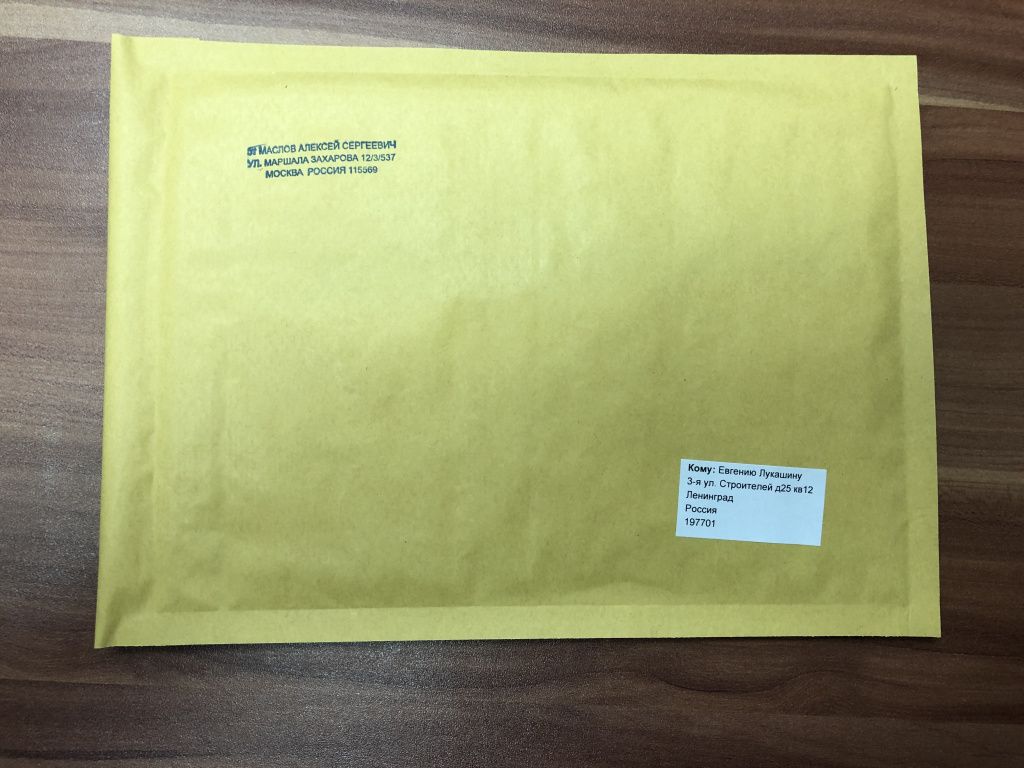 от МАСЛОВ АЛЕКСЕЙ СЕРГЕЕВИЧ
УЛ. МАРШАЛА ЗАХАРОВА 12/3/537
МОСКВА РОССИЯ 115569
Кому: Евгению Лукашину
3-я ул. Строителей д25 кв12
Ленинград
Россия
197701